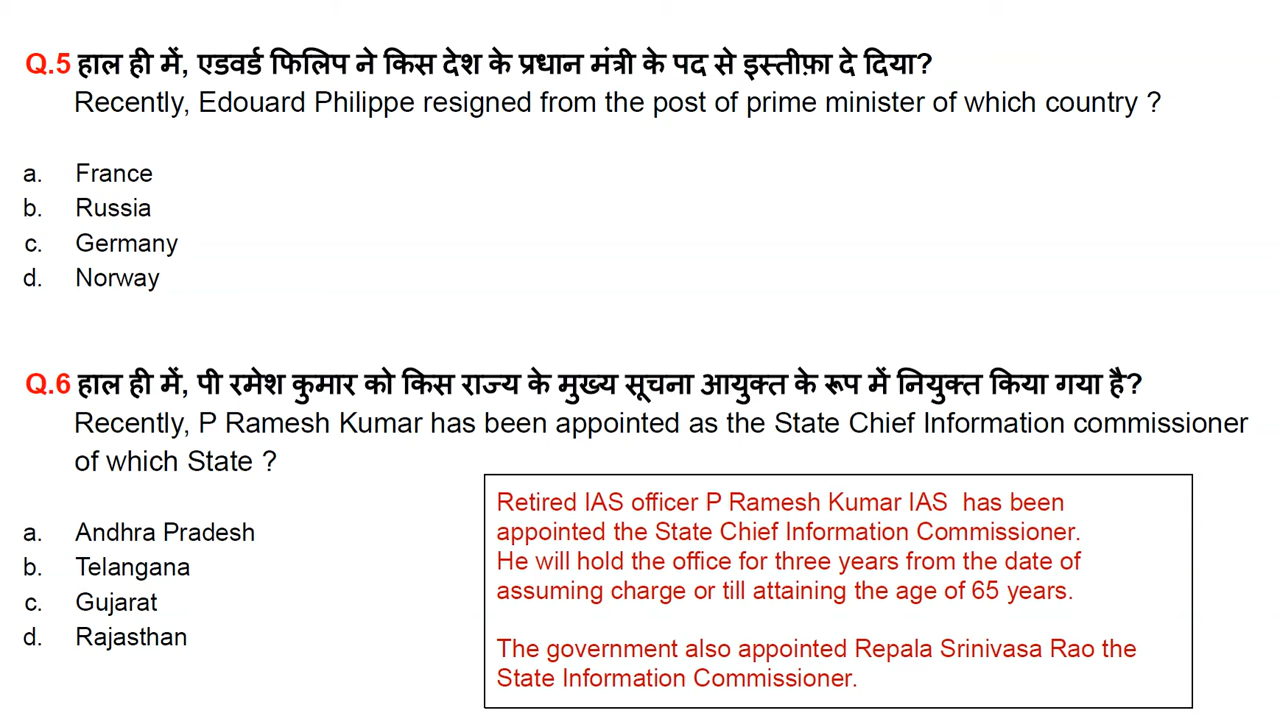 Q.5 हाल ही में, एडवर्ड फिलिप ने किस देश के प्रधान मंत्री के पद से इस्तीफ़ा दे दिया?
Recently, Edouard Philippe resigned from the post of prime minister of which country ?
a. France
b. Russia
c. Germany
d. Norway
Q.6 हाल ही में, पी रमेश कुमार को किस राज्य के मुख्य सूचना आयुक्त के रूप में नियुक्त किया गया है?
Recently, P Ramesh Kumar has been appointed as the State Chief Information commissioner
of which State ?
a. Andhra Pradesh
b. Telangana
c. Gujarat
d. Rajasthan
Retired IAS officer P Ramesh Kumar IAS has been
appointed the State Chief Information Commissioner.
He will hold the office for three years from the date of
assuming charge or till attaining the age of 65 years.
The government also appointed Repala Srinivasa Rao the
State Information Commissioner.